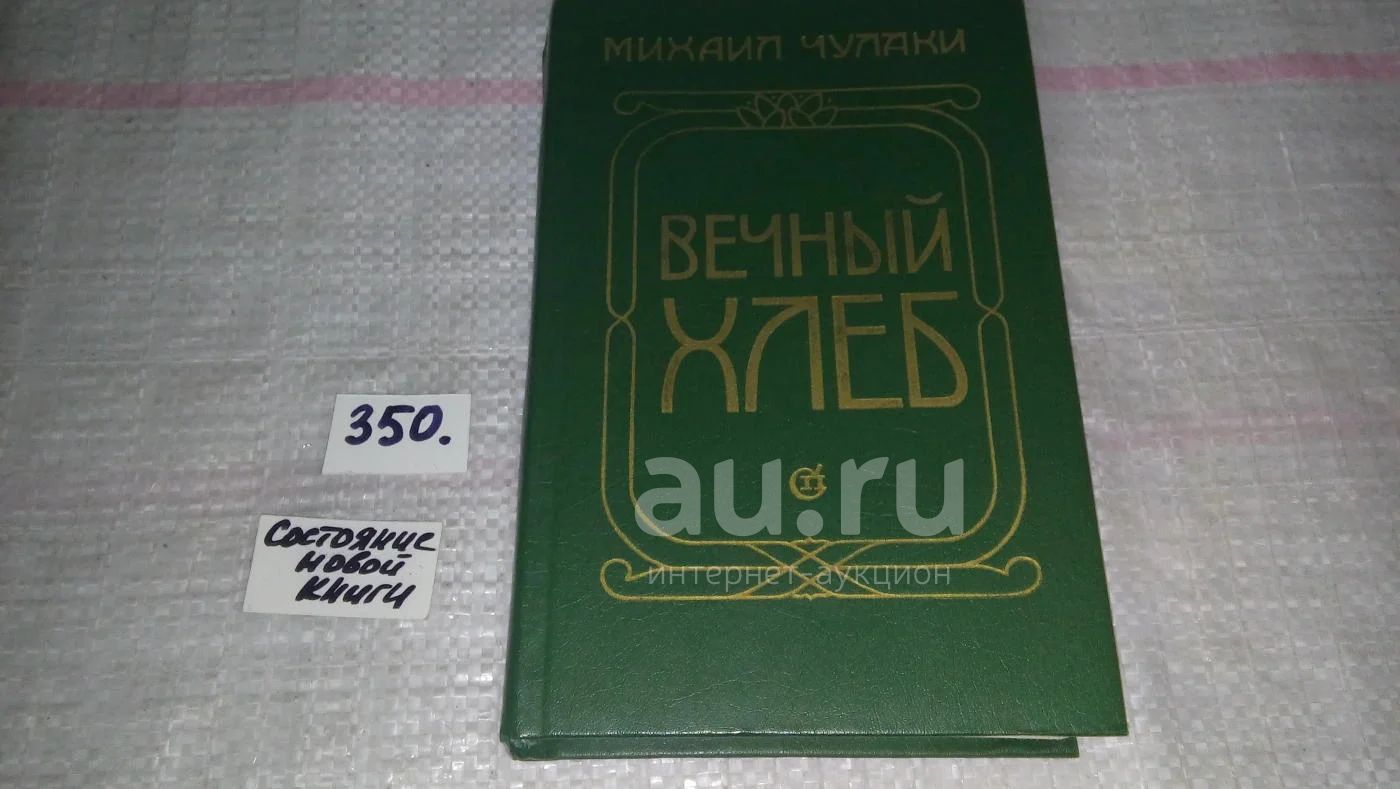 МИХАИЛ ЧУЛАКИ
ВЕЧНЫЙ
ХЛЕБ
350.
Состояние
новой
книги
au.ru
интернет аукцион